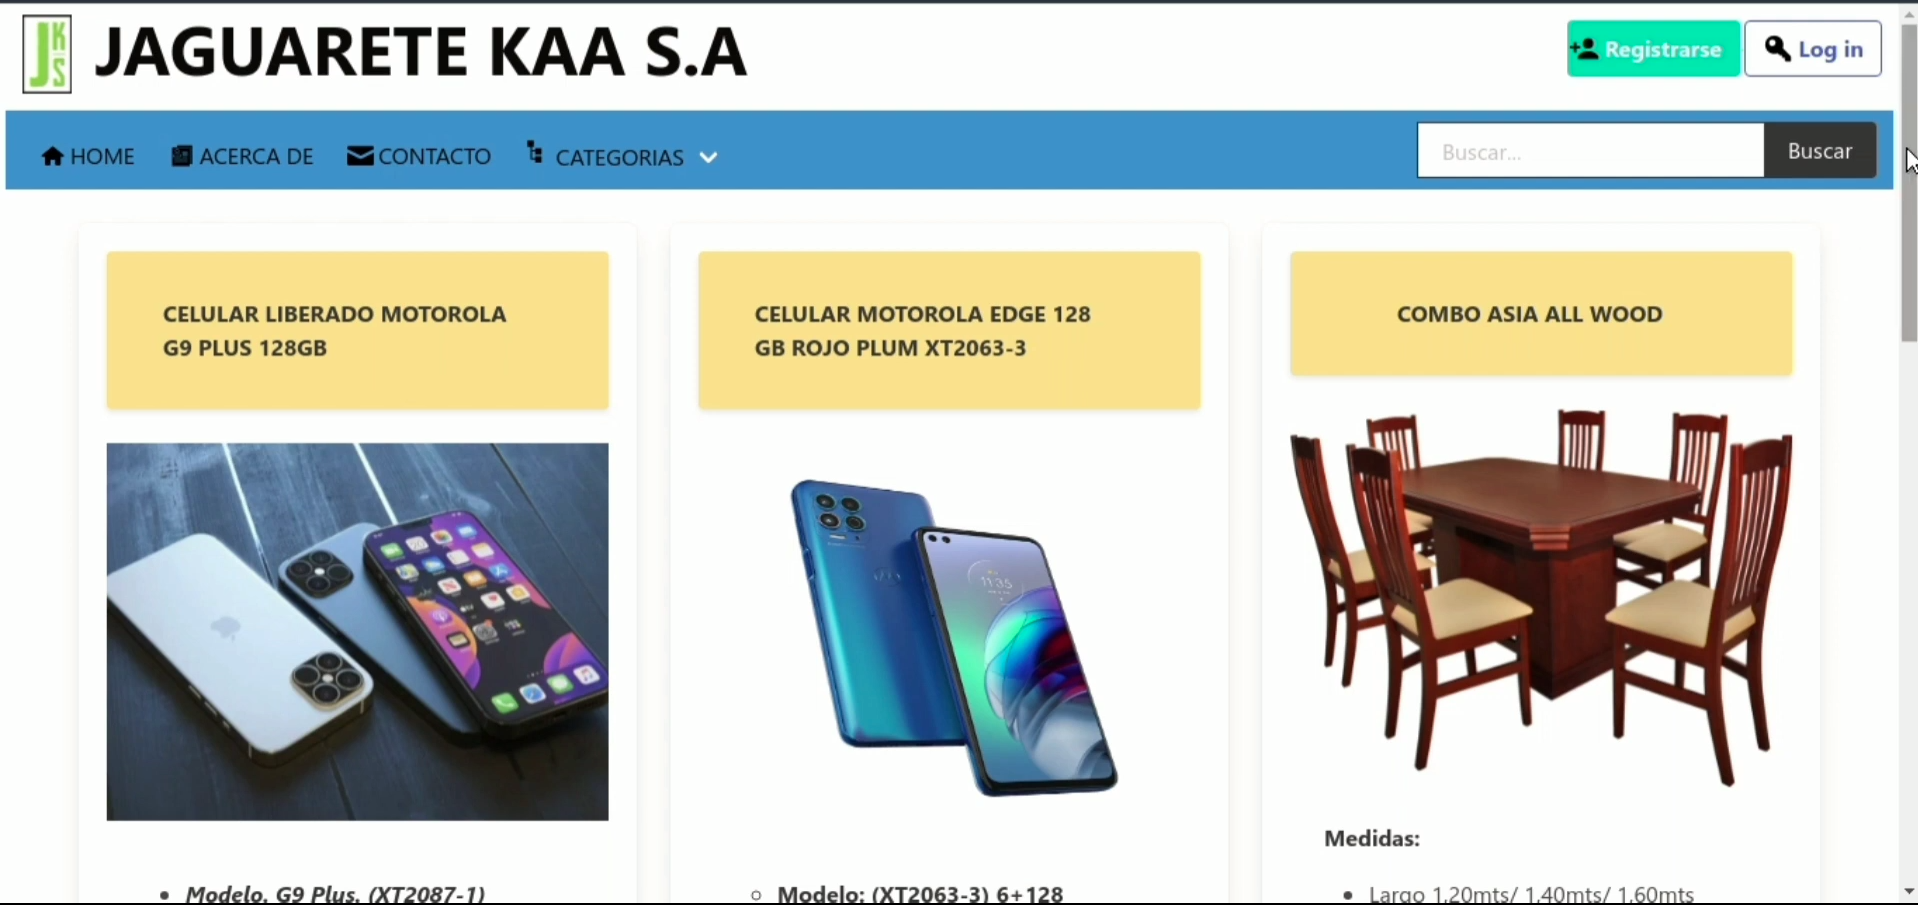 JKS
JAGUARETE KAA S.A
Registrarse
Log in
HOME
ACERCA DE
CONTACTO
CATEGORIAS
Buscar...
Buscar
CELULAR LIBERADO MOTOROLA
G9 PLUS 128GB
CELULAR MOTOROLA EDGE 128
GB ROJO PLUM XT2063-3
COMBO ASIA ALL WOOD
11:35
Medidas:
Modelo. G9 Plus. (XT2087-1)
Modelo: (XT2063-3) 6+128
Largo 1,20mts/ 1,40mts/ 1,60mts